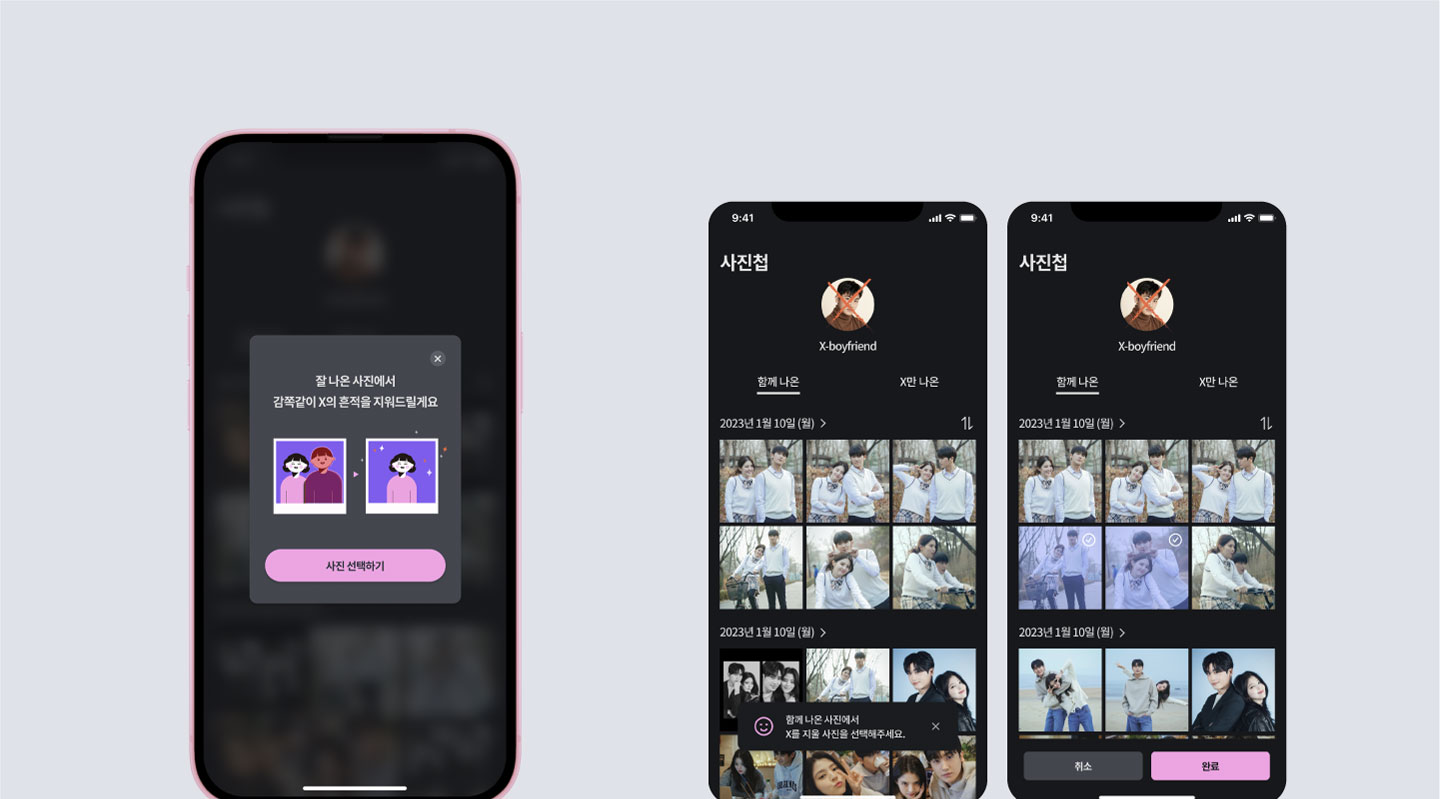 잘 나온 사진에서
감쪽같이 X의 흔적을 지워드릴게요
사진 선택하기
9:41
사진첩
X-boyfriend
함께 나온
X만 나온
2023년 1월 10일 (월)
2023년 1월 10일 (월)
함께 나온 사진에서
X를 지울 사진을 선택해주세요.
9:41
사진첩
X-boyfriend
함께 나온
X만 나온
2023년 1월 10일 (월)
2023년 1월 10일 (월)
취소
완료